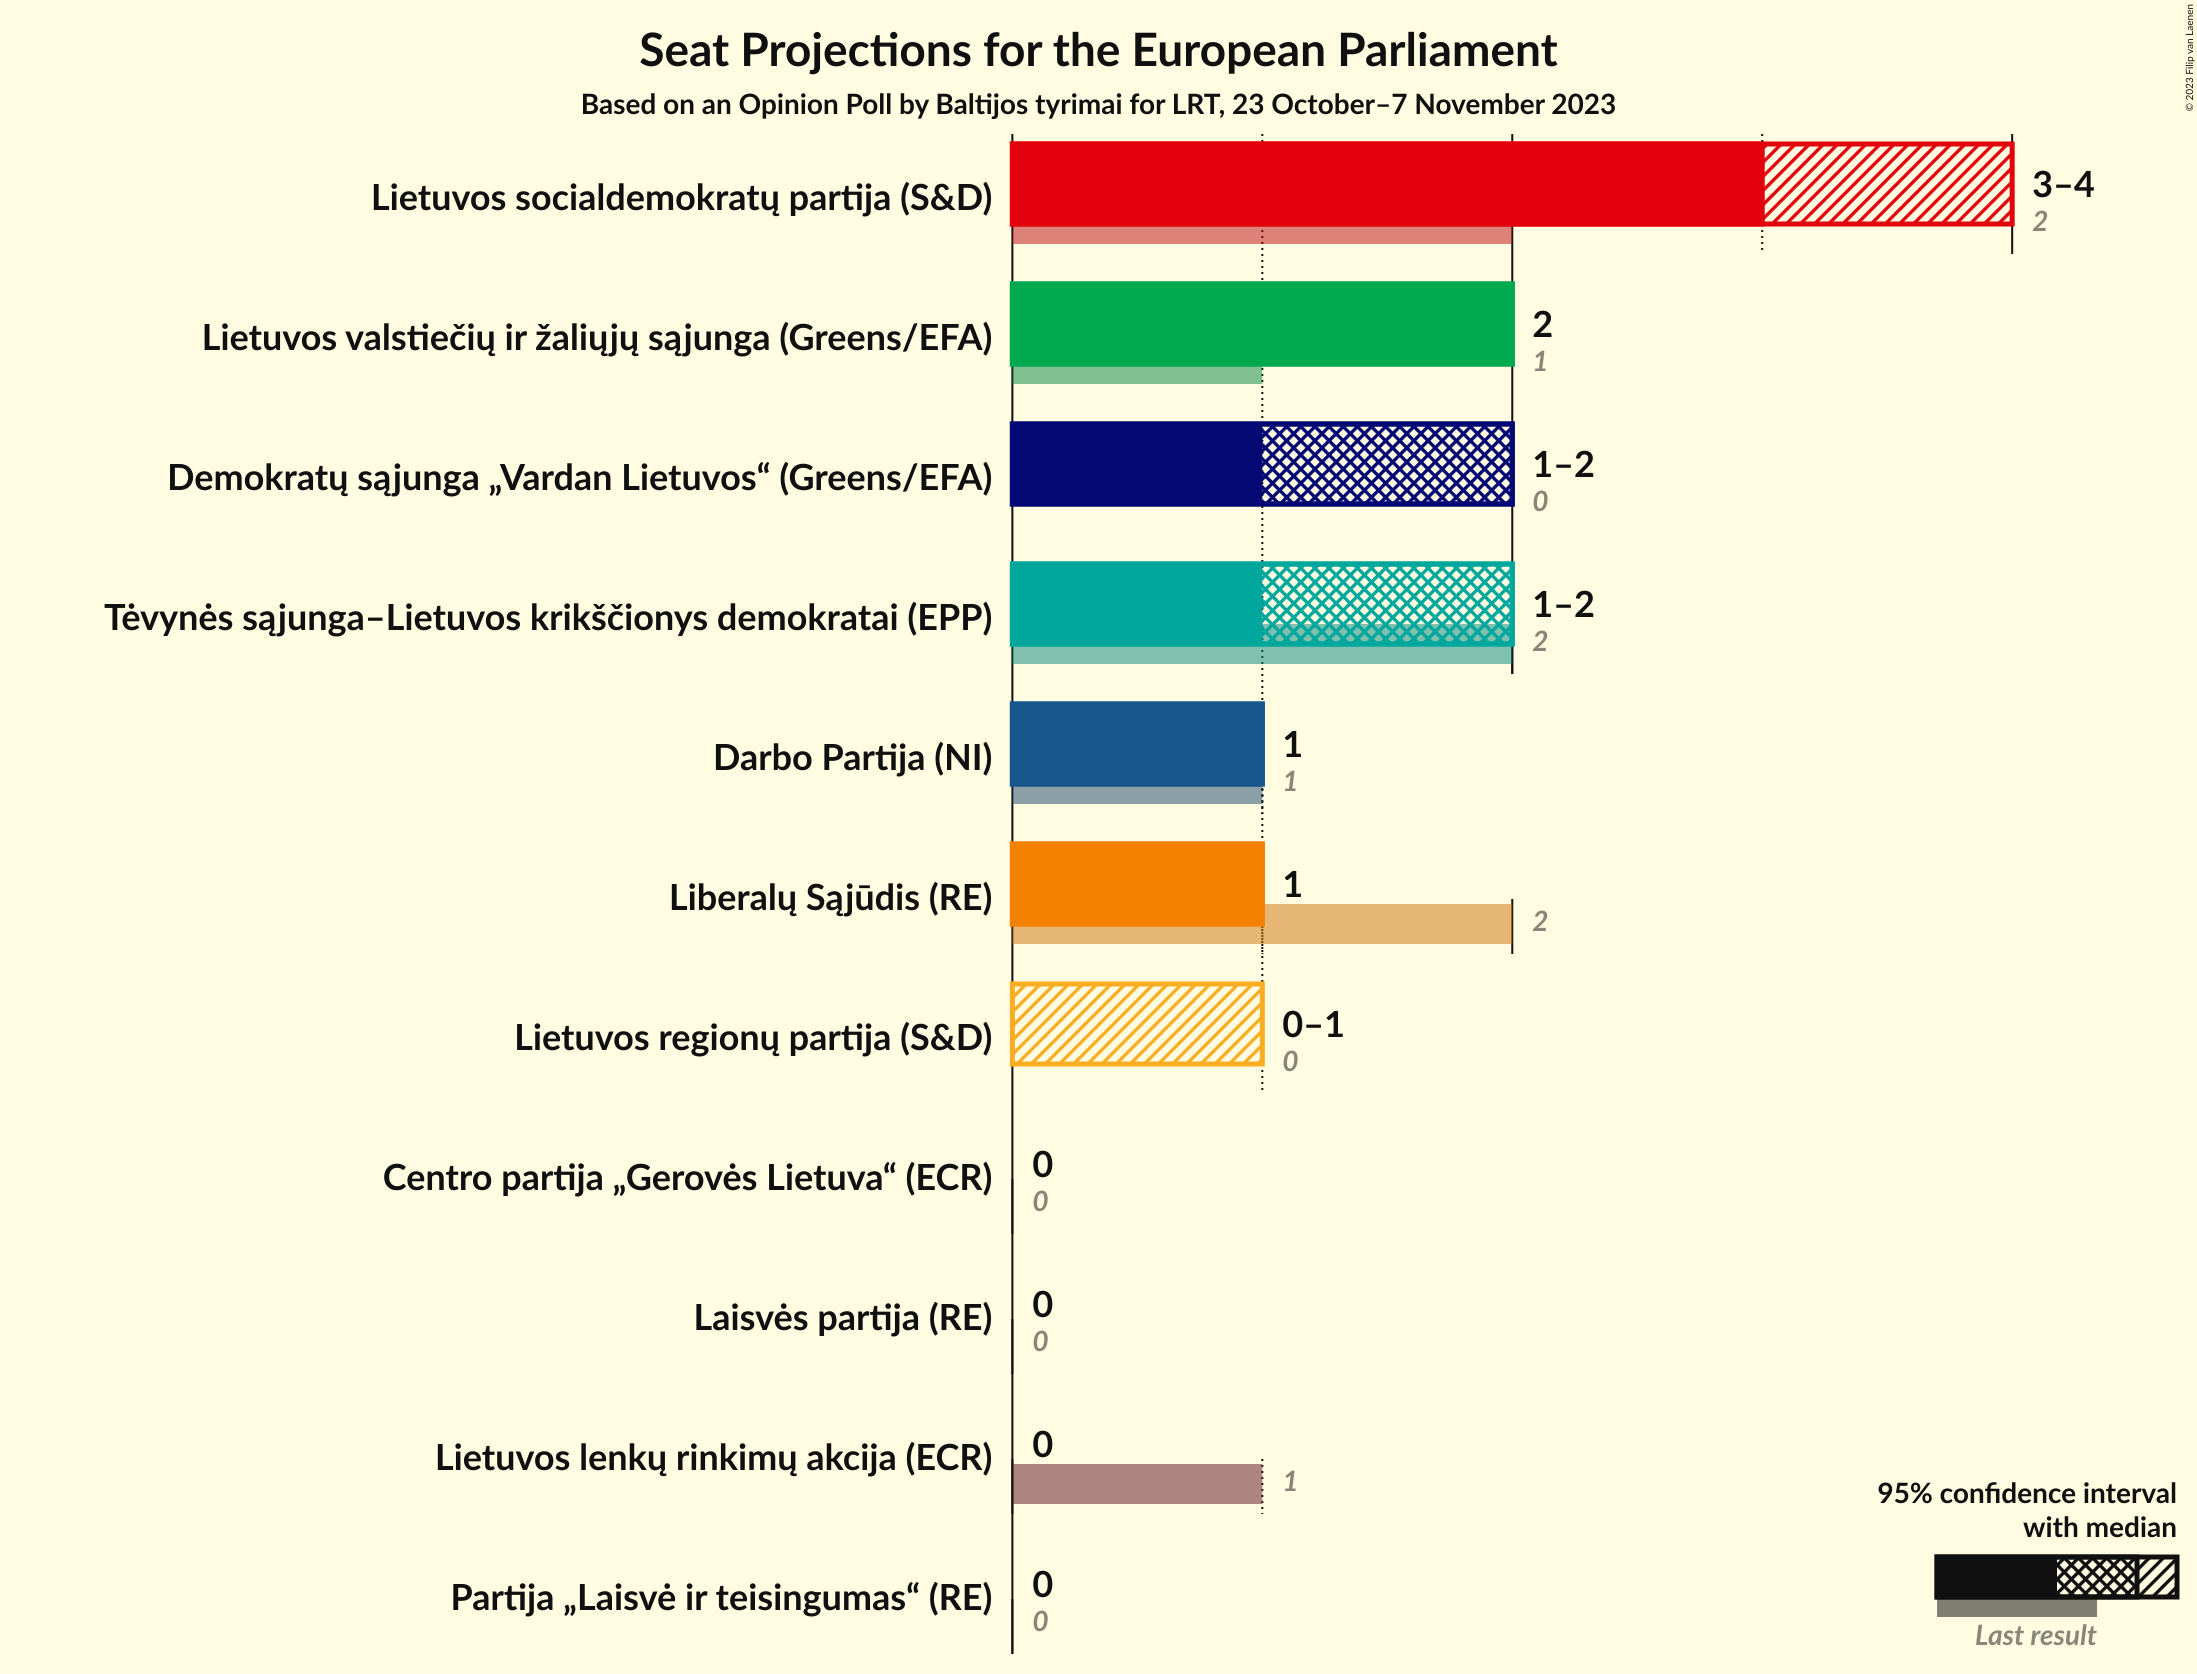 Seat Projections for the European Parliament
Based on an Opinion Poll by Baltijos tyrimai for LRT, 23 October–7 November 2023
© 2023 Filip van Laenen
Lietuvos socialdemokratų partija (S&D)
3–4
2
Lietuvos valstiečių ir žaliųjų sąjunga (Greens/EFA)
2
1
Demokratų sąjunga „Vardan Lietuvos“ (Greens/EFA)
1–2
0
Tėvynės sąjunga–Lietuvos krikščionys demokratai (EPP)
1–2
2
Darbo Partija (NI)
1
1
Liberalų Sąjūdis (RE)
1
2
Lietuvos regionų partija (S&D)
0–1
0
Centro partija „Gerovės Lietuva“ (ECR)
0
0
Laisvės partija (RE)
0
0
Lietuvos lenkų rinkimų akcija (ECR)
0
1
Partija „Laisvė ir teisingumas“ (RE)
0
0
95% confidence interval
with median
Last result